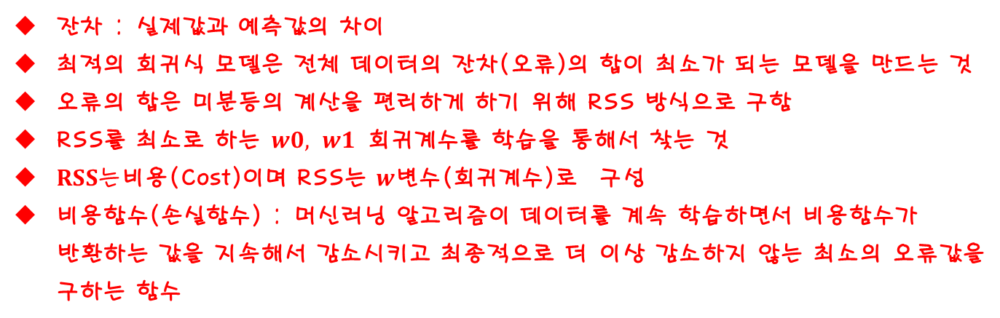 ◆ 잔차 : 실제값과 예측값의 차이
◆ 최적의 회귀식 모델은 전체 데이터의 잔차(오류)의 합이 최소가 되는 모델을 만드는 것
◆ 오류의 합은 미분등의 계산을 편리하게 하기 위해 RSS 방식으로 구함
◆ RSS를 최소로 하는 w0, w1 회귀계수를 학습을 통해서 찾는 것
◆ RSS는비용(Cost)이며 RSS는 w변수(회귀계수)로 구성
◆ 비용함수(손실함수) : 머신러닝 알고리즘이 데이터를 계속 학습하면서 비용함수가
반환하는 값을 지속해서 감소시키고 최종적으로 더 이상 감소하지 않는 최소의 오류값을
구하는 함수